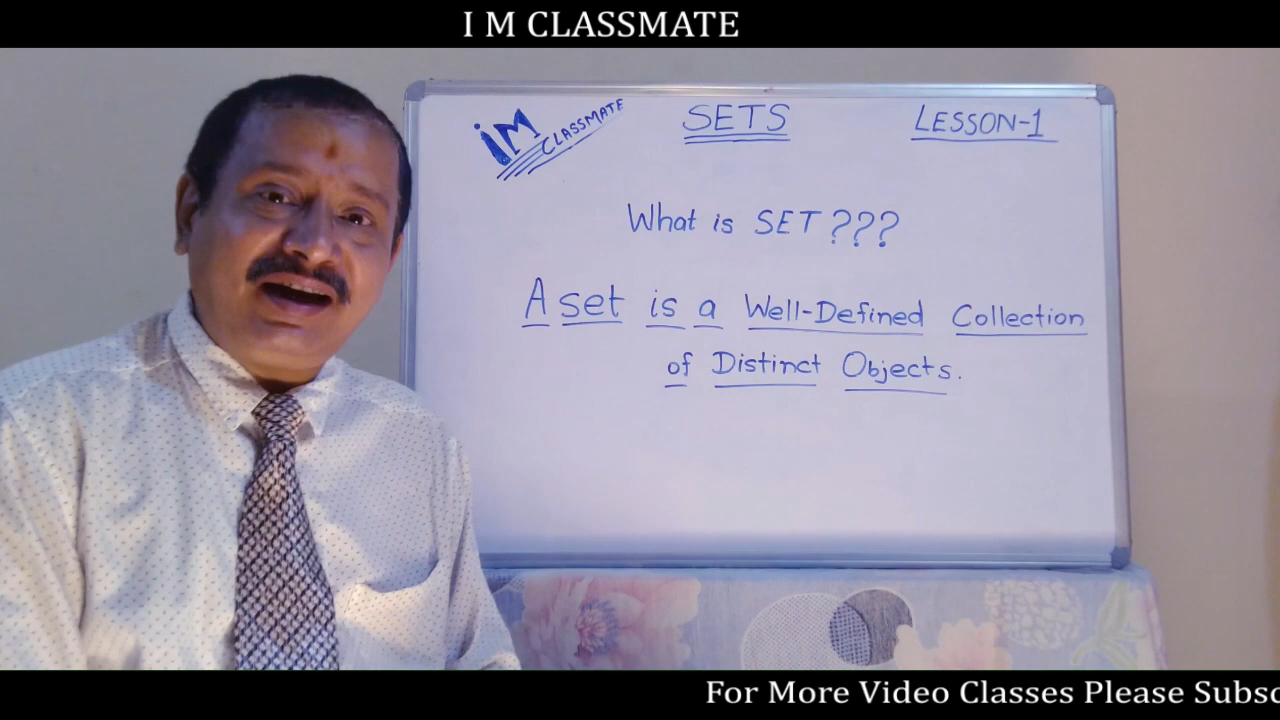 I M CLASSMATE
iM CLASSMATE
SETS
LESSON-1
What is SET???
A set is a Well-Defined Collection
of Distinct Objects.
For More Video Classes Please Subsc